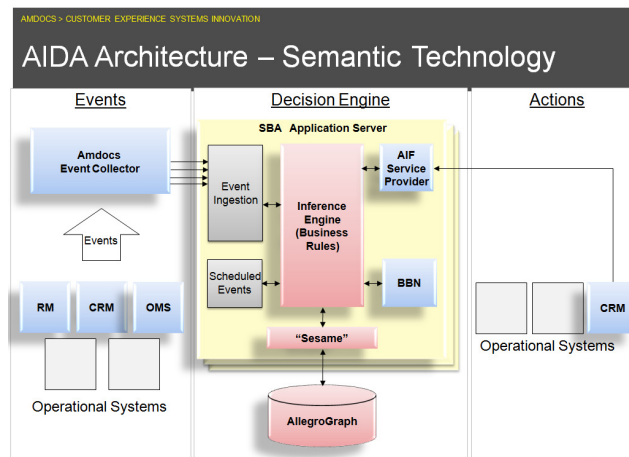 AMDOCS > CUSTOMER EXPERIENCE SYSTEMS INNOVATION
AIDA Architecture – Semantic Technology
Events
Decision Engine
Actions
SBA Application Server
Amdocs
Event Collector
Event
Ingestion
AIF
Service
Provider
Inference
Engine
(Business
Rules)
Events
Scheduled
Events
BBN
RM
CRM
OMS
CRM
"Sesame"
Operational Systems
Operational Systems
AllegroGraph